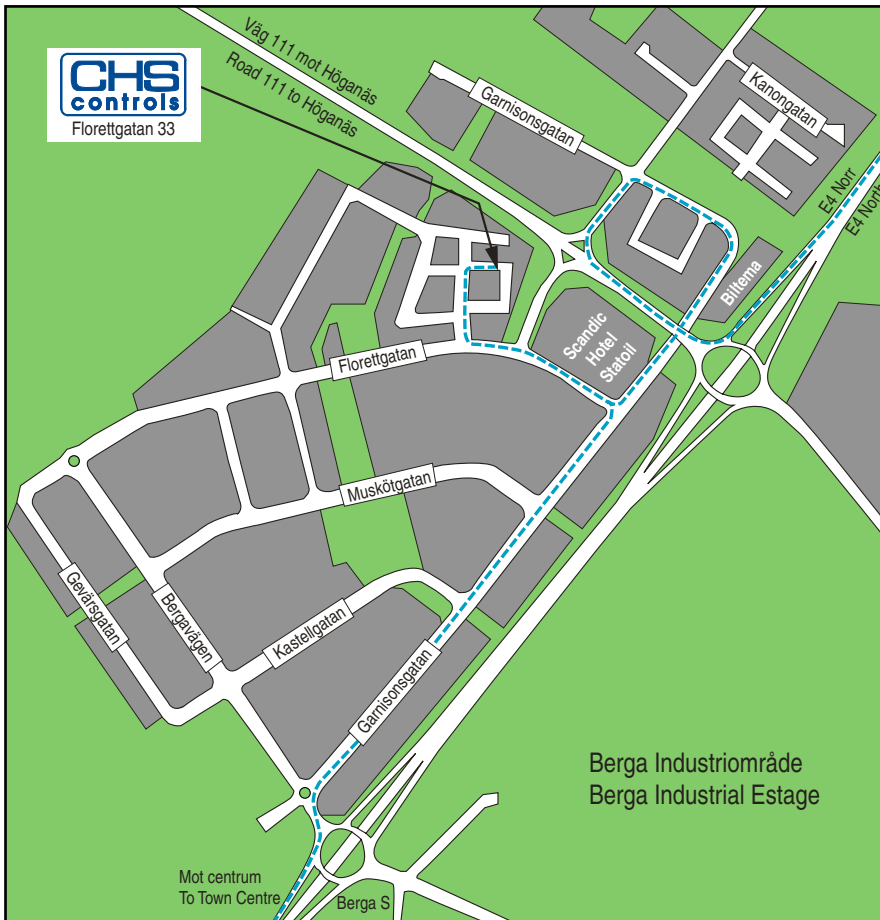 Väg 111 mot Höganäs
Road 111 to Höganäs
CHS
controls
Florettgatan 33
Garnisonsgatan
Kanongatan
E4 Norr
E4 North
Biltema
Scandic
Hotel
Statoil
Florettgatan
Muskötgatan
Gevärsgatan
Bergavägen
Kastellgatan
Garnisonsgatan
Berga Industriområde
Berga Industrial Estage
Mot centrum
To Town Centre
Berga S